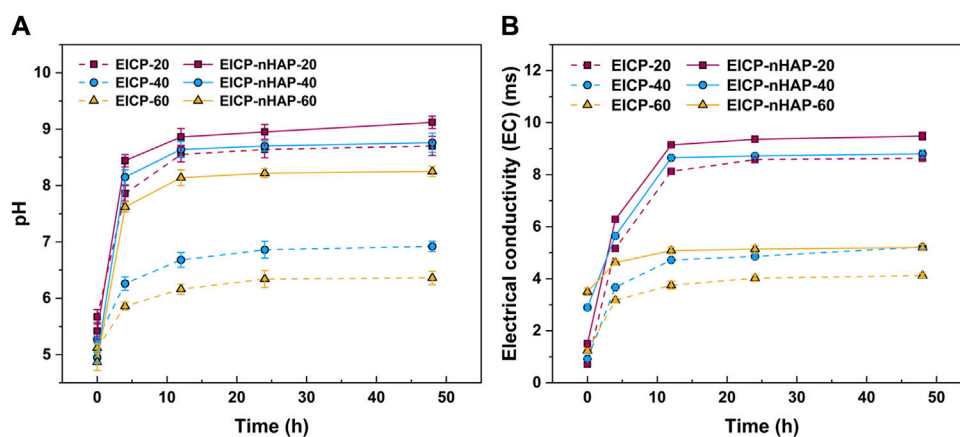 A
pH
10
9
8
7
6
5
EICP-20 EICP-nHAP-20
EICP-40 EICP-nHAP-40
EICP-60 EICP-nHAP-60
0 10 20 30 40 50
Time (h)
B
Electrical conductivity (EC) (ms)
12
10
8
6
4
2
0
EICP-20 EICP-nHAP-20
EICP-40 EICP-nHAP-40
EICP-60 EICP-nHAP-60
0 10 20 30 40 50
Time (h)